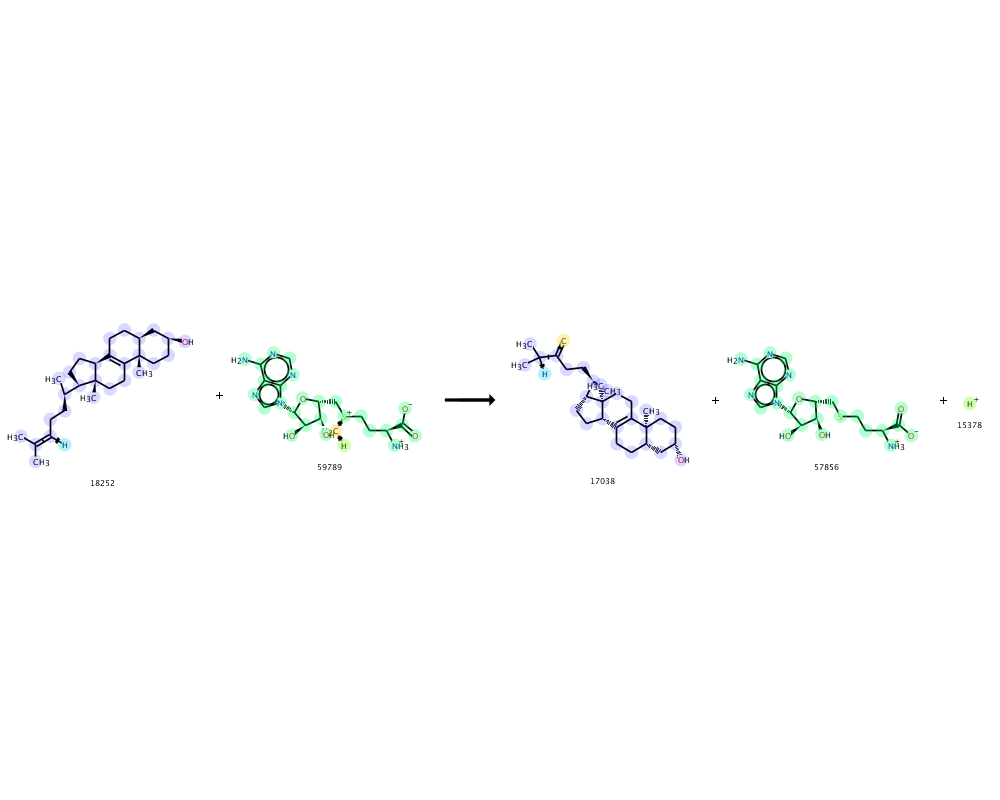 H₃C
CH₃
H₃C
H₃C
CH₃
H
OH
18252
+
H₂N
N
N
N
N
N
O
HO
OH
S⁺
H
O⁻
O
NH₃⁺
59789
H₃C
H₃C
C
H
H₃C
CH₃
CH₃
OH
17038
+
H₂N
N
N
N
N
N
O
HO
OH
S
O
O⁻
NH₃⁺
57856
+
H⁺
15378